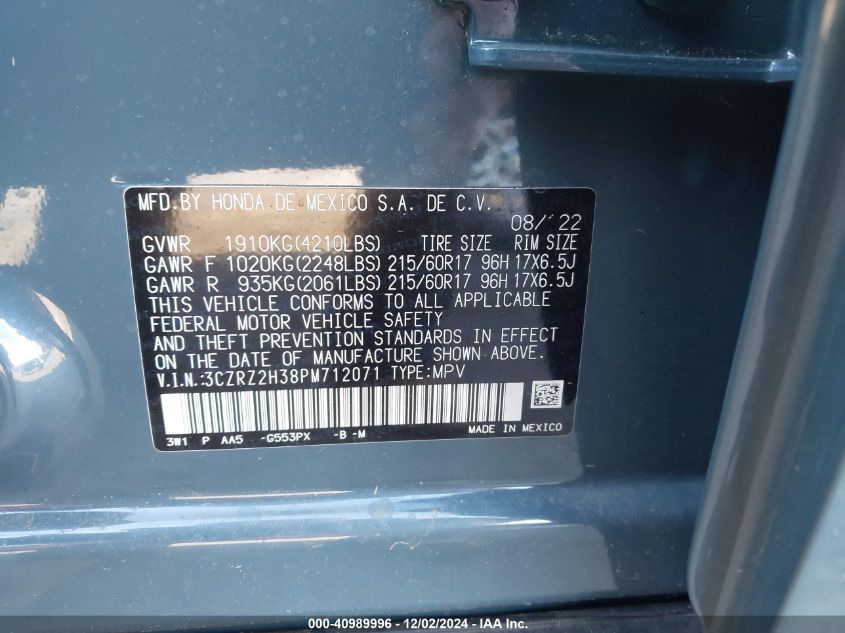 MFD.BY HONDA DE MEXICO S.A. DE C.V.
08/'22
GVWR 1910KG(4210LBS) TIRE SIZE RIM SIZE
GAWR F 1020KG(2248LBS) 215/60R17 96H 17X6.5J
GAWR R 935KG(2061LBS) 215/60R17 96H 17X6.5J
THIS VEHICLE CONFORMS TO ALL APPLICABLE
FEDERAL MOTOR VEHICLE SAFETY
AND THEFT PREVENTION STANDARDS IN EFFECT
ON THE DATE OF MANUFACTURE SHOWN ABOVE.
V.I.N.:3CZRZ2H38PM712071 TYPE:MPV
3W1 P AA5 -G553PX -B -M MADE IN MEXICO
000-40989996 - 12/02/2024 - IAAI.COM